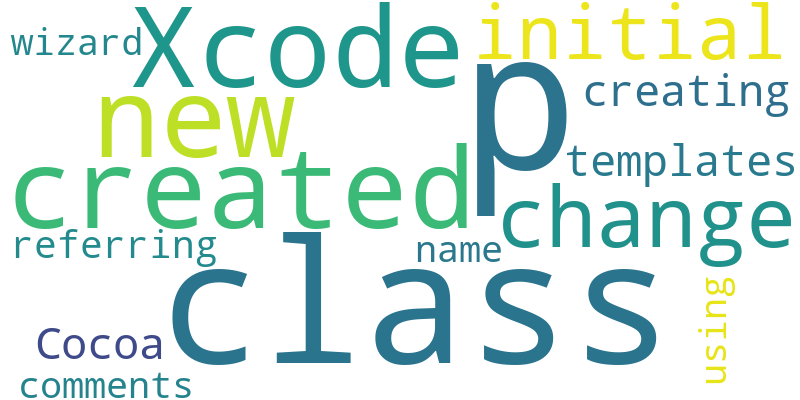 wizard
Xcode
initial
new
p
creating
created
templates
change
referring
name
class
Cocoa
using
comments